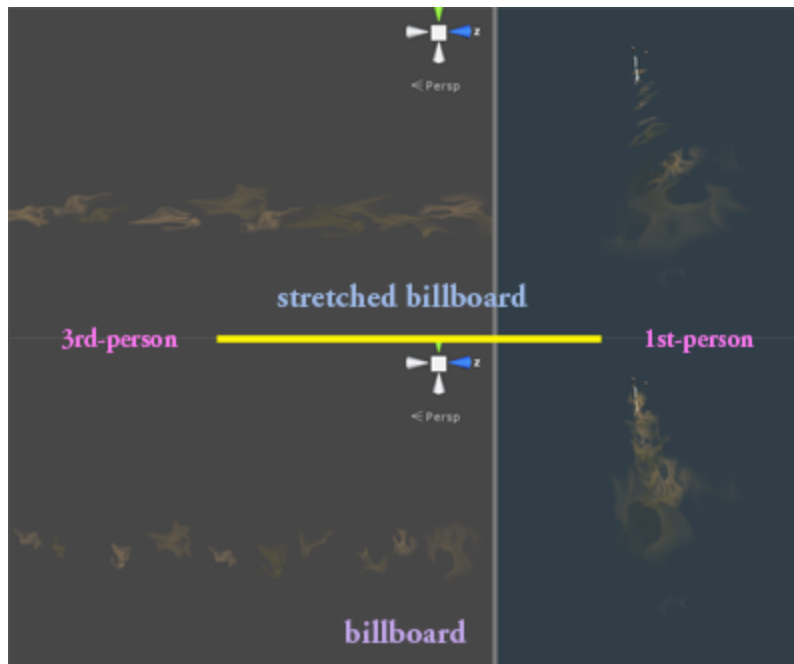 z
< Persp
stretched billboard
3rd-person
1st-person
z
< Persp
billboard